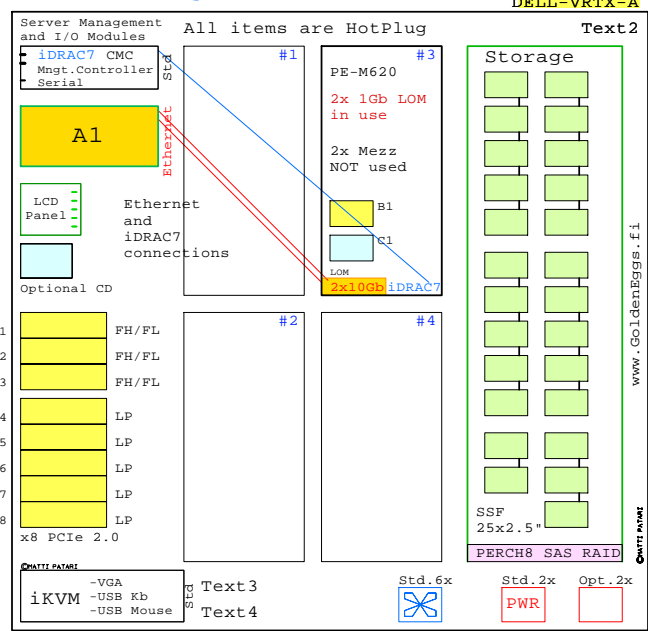 DELL-VRTX-A
Server Management
and I/O Modules
All items are HotPlug
Text2
iDRAC7 CMC
Mngt.Controller
Serial
Std
#1
#3
Storage
PE-M620
2x 1Gb LOM
in use
A1
Ethernet
2x Mezz
NOT used
LCD
Panel
Ethernet
and
iDRAC7
connections
B1
C1
LOM
2x10Gb iDRAC7
Optional CD
www.GoldenEggs.fi
#2
#4
1 FH/FL
2 FH/FL
3 FH/FL
4 LP
5 LP
6 LP
7 LP
8 LP
x8 PCIe 2.0
SSF
25x2.5"
PERCH8 SAS RAID
©MATTI PATARI
©MATTI PATARI
iKVM
-VGA
-USB Kb
-USB Mouse
Std
Text3
Text4
Std.6x
Std.2x
Opt.2x
PWR